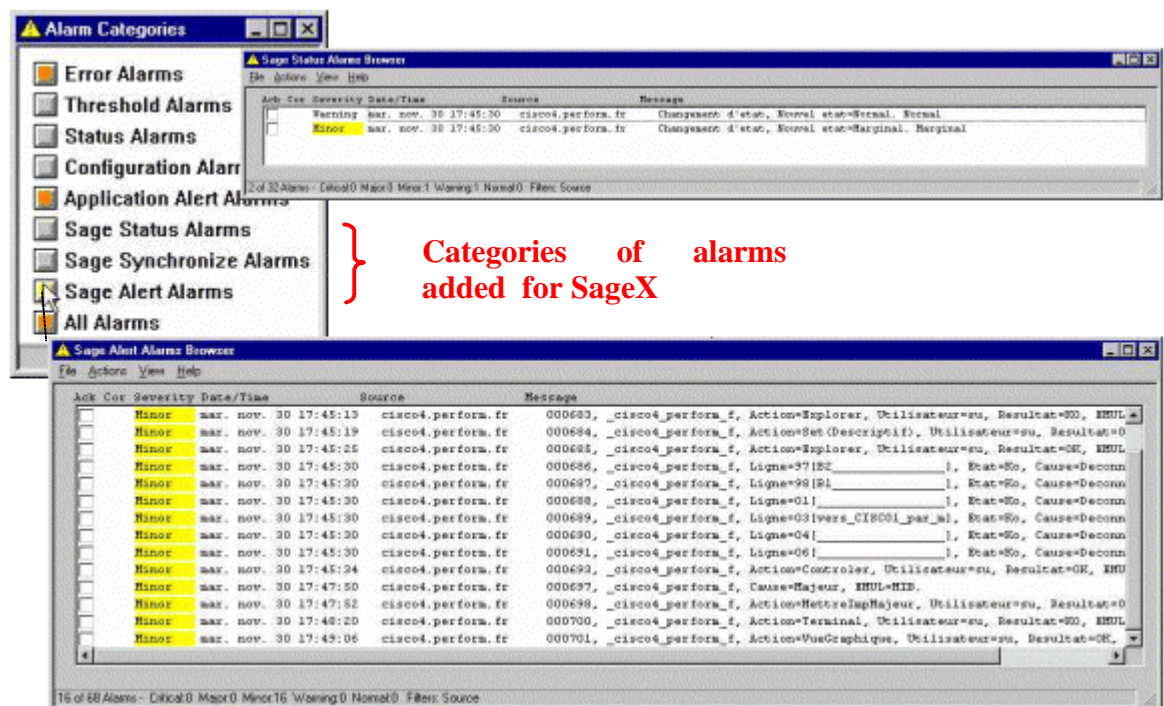 Alarm Categories
Error Alarms
Threshold Alarms
Status Alarms
Configuration Alarr
Application Alert Alarms
Sage Status Alarms
Sage Synchronize Alarms
Sage Alert Alarms
All Alarms
Sage Status Alarms Browser
File Actions View Help
Ack Cor Severity Date/Time Source Message
Warning mar. nov. 30 17:45:30 cisco4.perform.fr Changement d'etat, Nouvel etat=Normal. Normal
Minor mar. nov. 30 17:45:30 cisco4.perform.fr Changement d'etat, Nouvel etat=Marginal. Marginal
2 of 32 Alarms - Critical:0 Major:0 Minor:1 Warning:1 Normal:0 Filters: Source
Categories of alarms
added for SageX
Sage Alert Alarms Browser
File Actions View Help
Ack Cor Severity Date/Time Source Message
Minor mar. nov. 30 17:45:13 cisco4.perform.fr 000683, _cisco4_perform_f, Action=Explorer, Utilisateur=su, Resultat=KO, EMUL
Minor mar. nov. 30 17:45:19 cisco4.perform.fr 000684, _cisco4_perform_f, Action=Set(Descriptif), Utilisateur=su, Resultat=O
Minor mar. nov. 30 17:45:25 cisco4.perform.fr 000685, _cisco4_perform_f, Action=Explorer, Utilisateur=su, Resultat=OK, EMUL
Minor mar. nov. 30 17:45:30 cisco4.perform.fr 000686, _cisco4_perform_f, Ligne=97[B2________________], Etat=Ko, Cause=Deconn
Minor mar. nov. 30 17:45:30 cisco4.perform.fr 000687, _cisco4_perform_f, Ligne=98[B1________________], Etat=Ko, Cause=Deconn
Minor mar. nov. 30 17:45:30 cisco4.perform.fr 000688, _cisco4_perform_f, Ligne=01[__________________], Etat=Ko, Cause=Deconn
Minor mar. nov. 30 17:45:30 cisco4.perform.fr 000689, _cisco4_perform_f, Ligne=03[vers_CISCO1_par_ml, Etat=Ko, Cause=Deconn
Minor mar. nov. 30 17:45:30 cisco4.perform.fr 000690, _cisco4_perform_f, Ligne=04[__________________], Etat=Ko, Cause=Deconn
Minor mar. nov. 30 17:45:30 cisco4.perform.fr 000691, _cisco4_perform_f, Ligne=06[__________________], Etat=Ko, Cause=Deconn
Minor mar. nov. 30 17:45:34 cisco4.perform.fr 000693, _cisco4_perform_f, Action=Controler, Utilisateur=su, Resultat=OK, EMU
Minor mar. nov. 30 17:47:50 cisco4.perform.fr 000697, _cisco4_perform_f, Cause=Majeur, EMUL=MIB.
Minor mar. nov. 30 17:47:52 cisco4.perform.fr 000698, _cisco4_perform_f, Action=MettreImpMajeur, Utilisateur=su, Resultat=O
Minor mar. nov. 30 17:48:20 cisco4.perform.fr 000700, _cisco4_perform_f, Action=Terminal, Utilisateur=su, Resultat=KO, EMUL
Minor mar. nov. 30 17:49:06 cisco4.perform.fr 000701, _cisco4_perform_f, Action=VueGraphique, Utilisateur=su, Resultat=OK,
16 of 68 Alarms - Critical:0 Major:0 Minor:16 Warning:0 Normal:0 Filters: Source